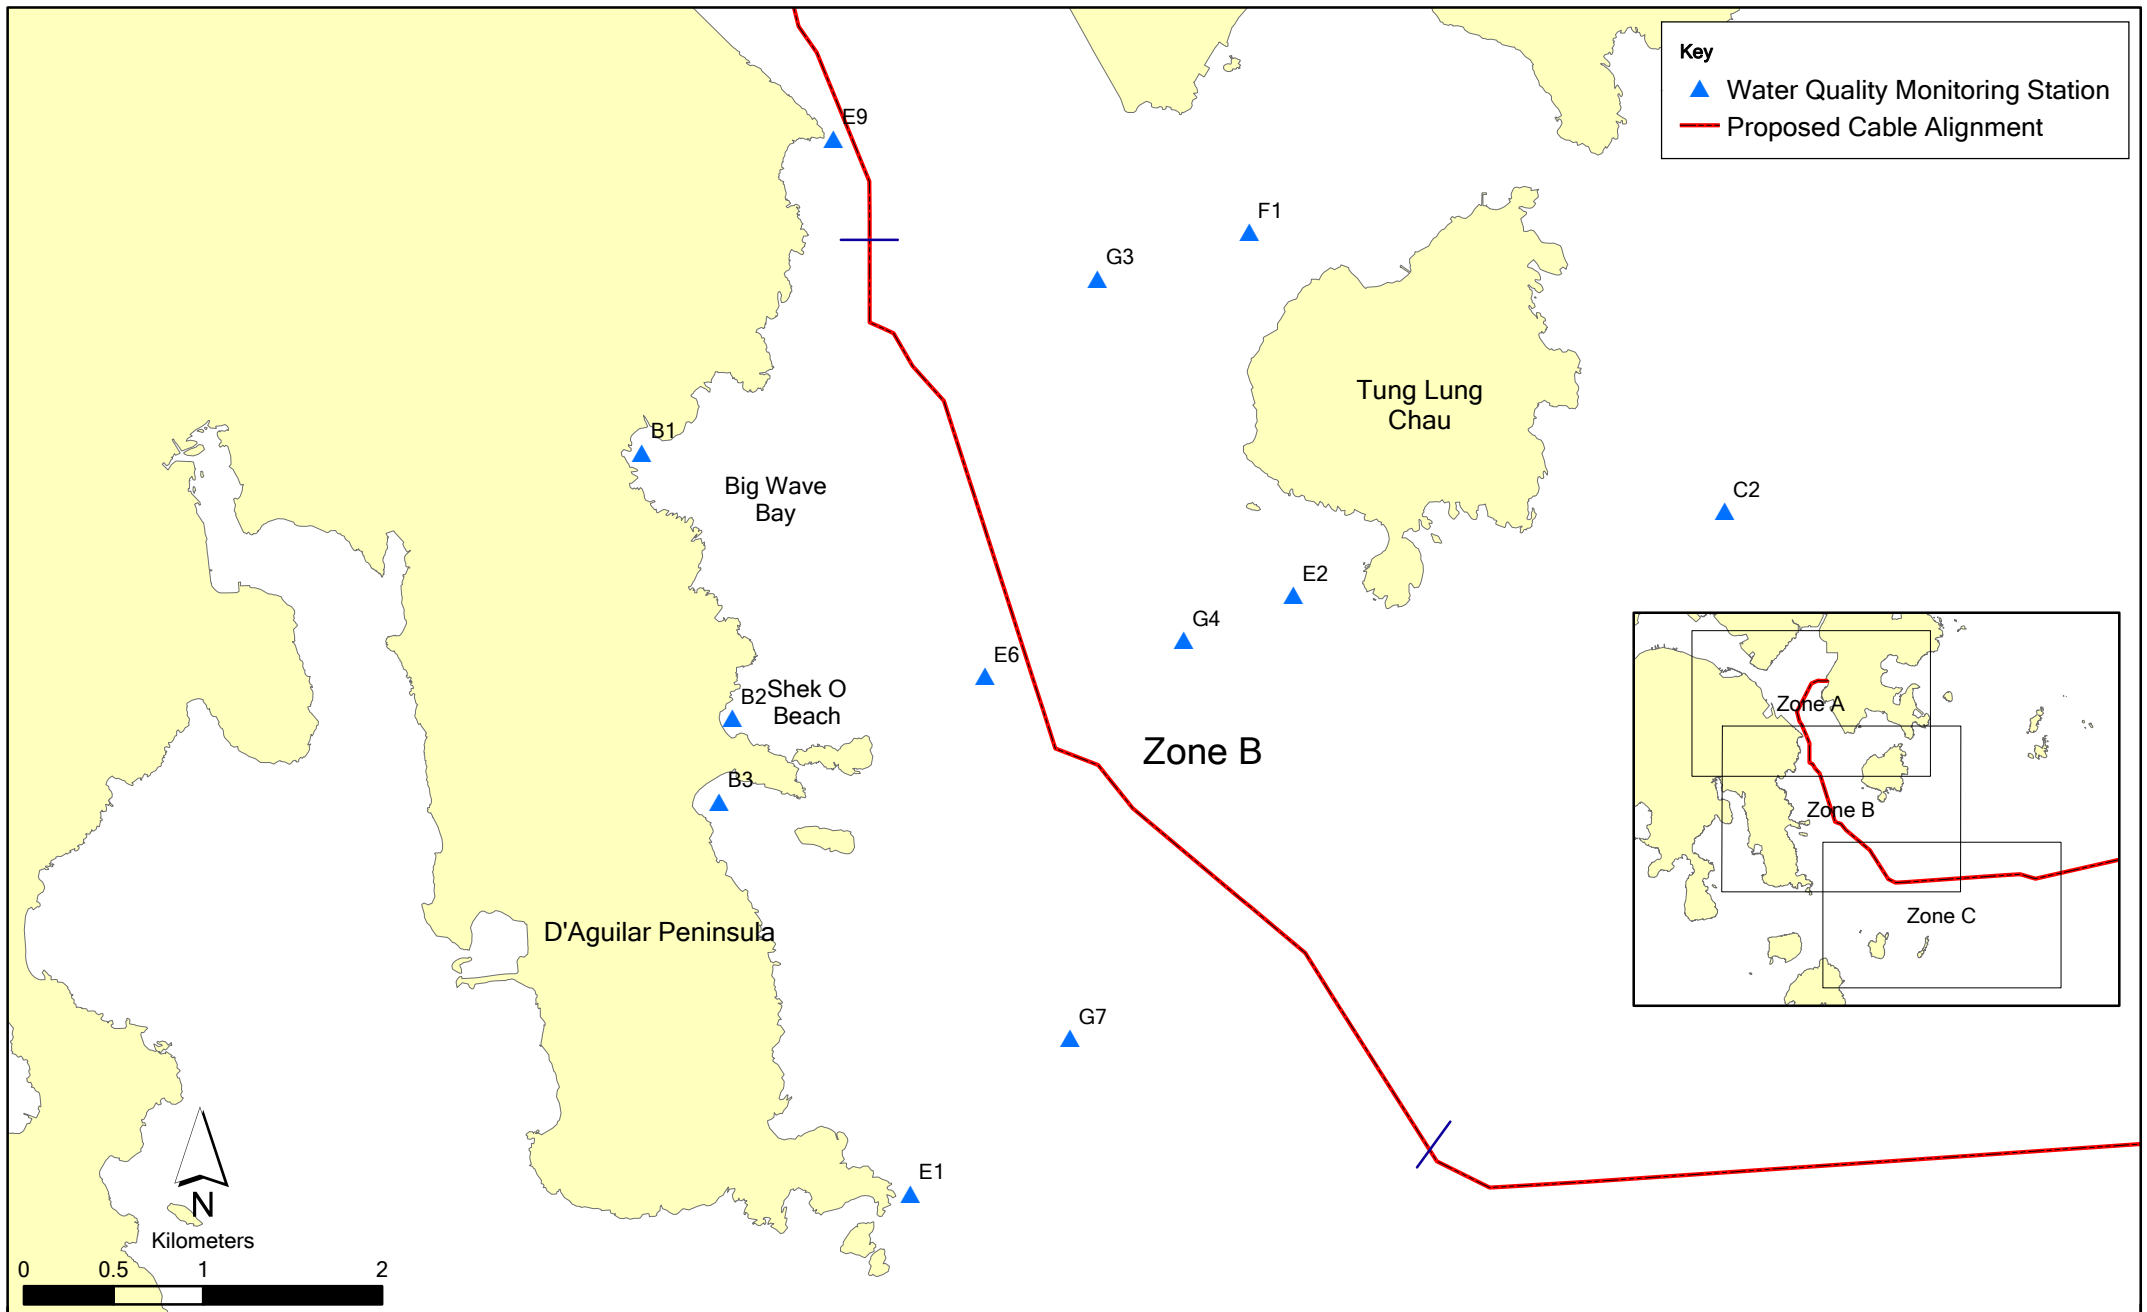 Key
Water Quality Monitoring Station
Proposed Cable Alignment
E9
F1
G3
Tung Lung
Chau
B1
Big Wave
Bay
C2
E2
G4
E6
B2
Shek O
Beach
Zone B
B3
D'Aguilar Peninsula
G7
E1
Zone A
Zone B
Zone C
N
Kilometers
0 0.5 1 2